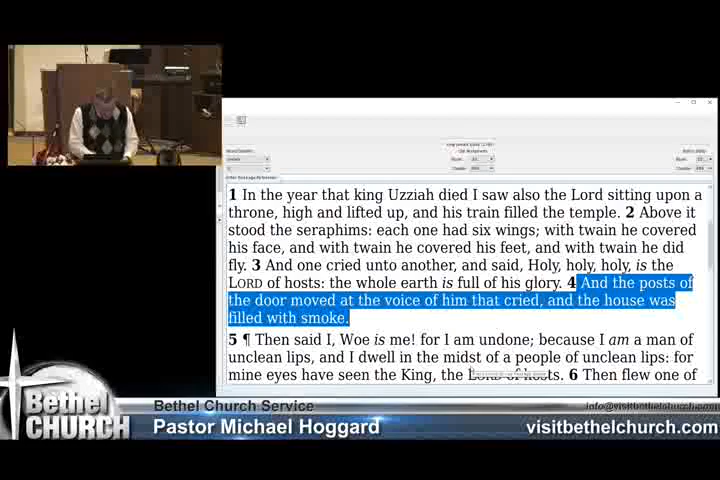 1 In the year that king Uzziah died I saw also the Lord sitting upon a
throne, high and lifted up, and his train filled the temple. 2 Above it
stood the seraphims: each one had six wings; with twain he covered
his face, and with twain he covered his feet, and with twain he did
fly. 3 And one cried unto another, and said, Holy, holy, holy, is the
LORD of hosts: the whole earth is full of his glory. 4 And the posts of
the door moved at the voice of him that cried, and the house was
filled with smoke.
5 ¶ Then said I, Woe is me! for I am undone; because I am a man of
unclean lips, and I dwell in the midst of a people of unclean lips: for
mine eyes have seen the King, the LORD of hosts. 6 Then flew one of
Bethel
CHURCH
Bethel Church Service
info@visitbethelchurch.com
Pastor Michael Hoggard
visitbethelchurch.com